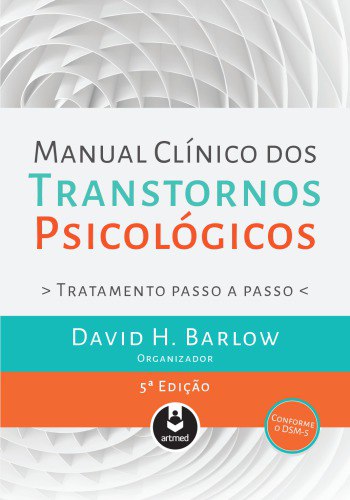 Manual Clínico dos
Transtornos
Psicológicos
> Tratamento passo a passo <
David H. Barlow
Organizador
5ª Edição
artmed
Conforme
o DSM-5